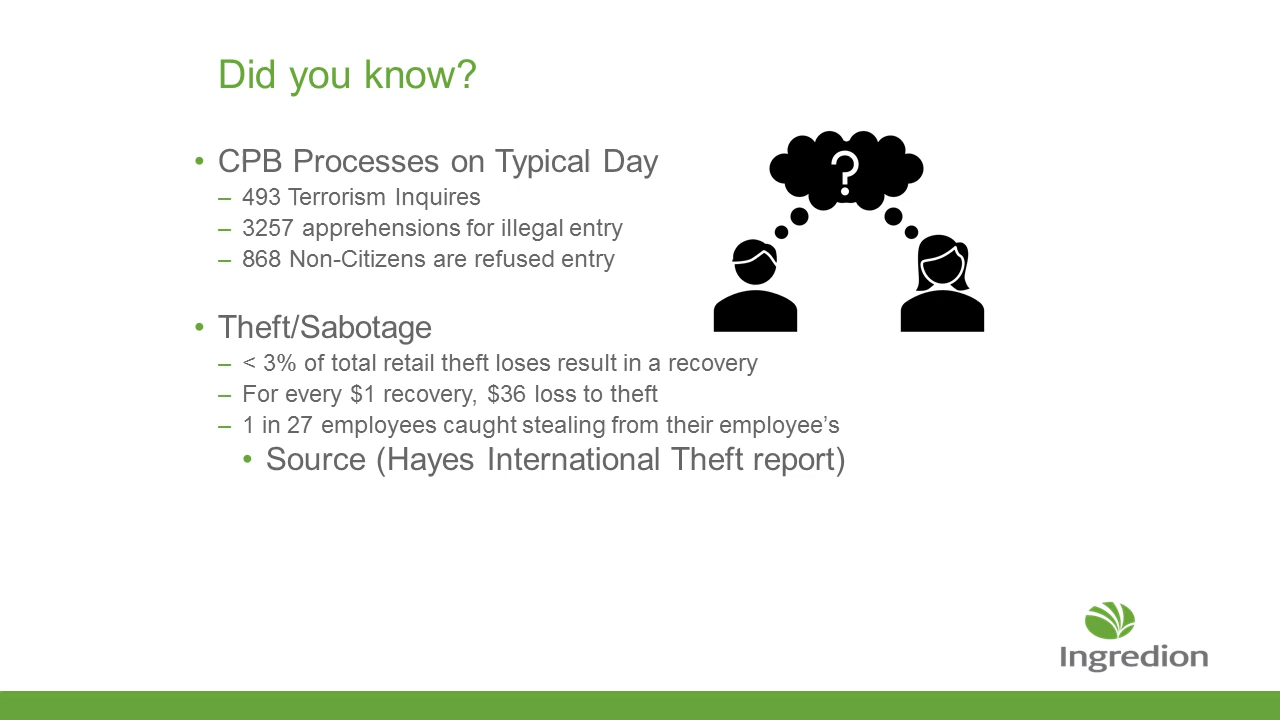 Did you know?
• CPB Processes on Typical Day
– 493 Terrorism Inquires
– 3257 apprehensions for illegal entry
– 868 Non-Citizens are refused entry
• Theft/Sabotage
– < 3% of total retail theft loses result in a recovery
– For every $1 recovery, $36 loss to theft
– 1 in 27 employees caught stealing from their employee’s
• Source (Hayes International Theft report)
?
Ingredion